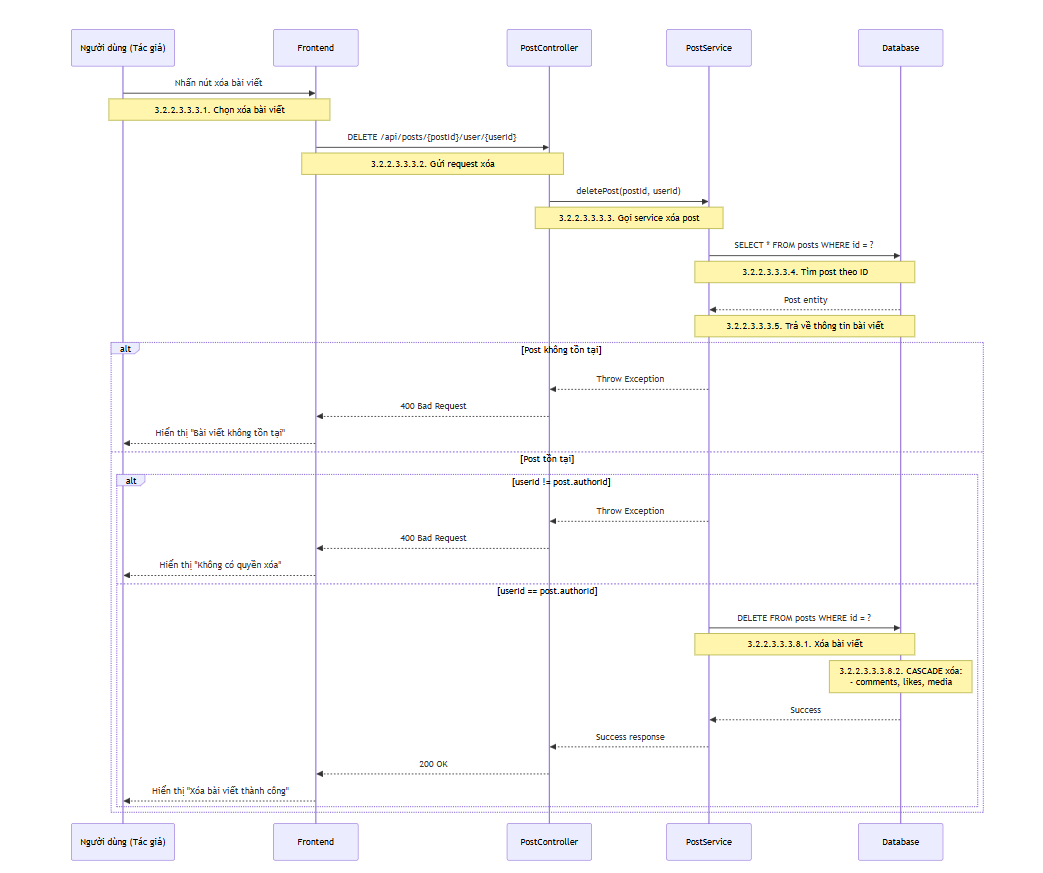 Người dùng (Tác giả)
Frontend
PostController
PostService
Database
Nhấn nút xóa bài viết
3.2.2.3.3.3.1. Chọn xóa bài viết
DELETE /api/posts/{postId}/user/{userId}
3.2.2.3.3.3.2. Gửi request xóa
deletePost(postId, userId)
3.2.2.3.3.3.3. Gọi service xóa post
SELECT * FROM posts WHERE id = ?
3.2.2.3.3.3.4. Tìm post theo ID
Post entity
3.2.2.3.3.3.5. Trả về thông tin bài viết
alt
[Post không tồn tại]
Throw Exception
400 Bad Request
Hiển thị "Bài viết không tồn tại"
[Post tồn tại]
alt
[userId != post.authorId]
Throw Exception
400 Bad Request
Hiển thị "Không có quyền xóa"
[userId == post.authorId]
DELETE FROM posts WHERE id = ?
3.2.2.3.3.3.8.1. Xóa bài viết
3.2.2.3.3.3.8.2. CASCADE xóa:
- comments, likes, media
Success
Success response
200 OK
Hiển thị "Xóa bài viết thành công"
Người dùng (Tác giả)
Frontend
PostController
PostService
Database